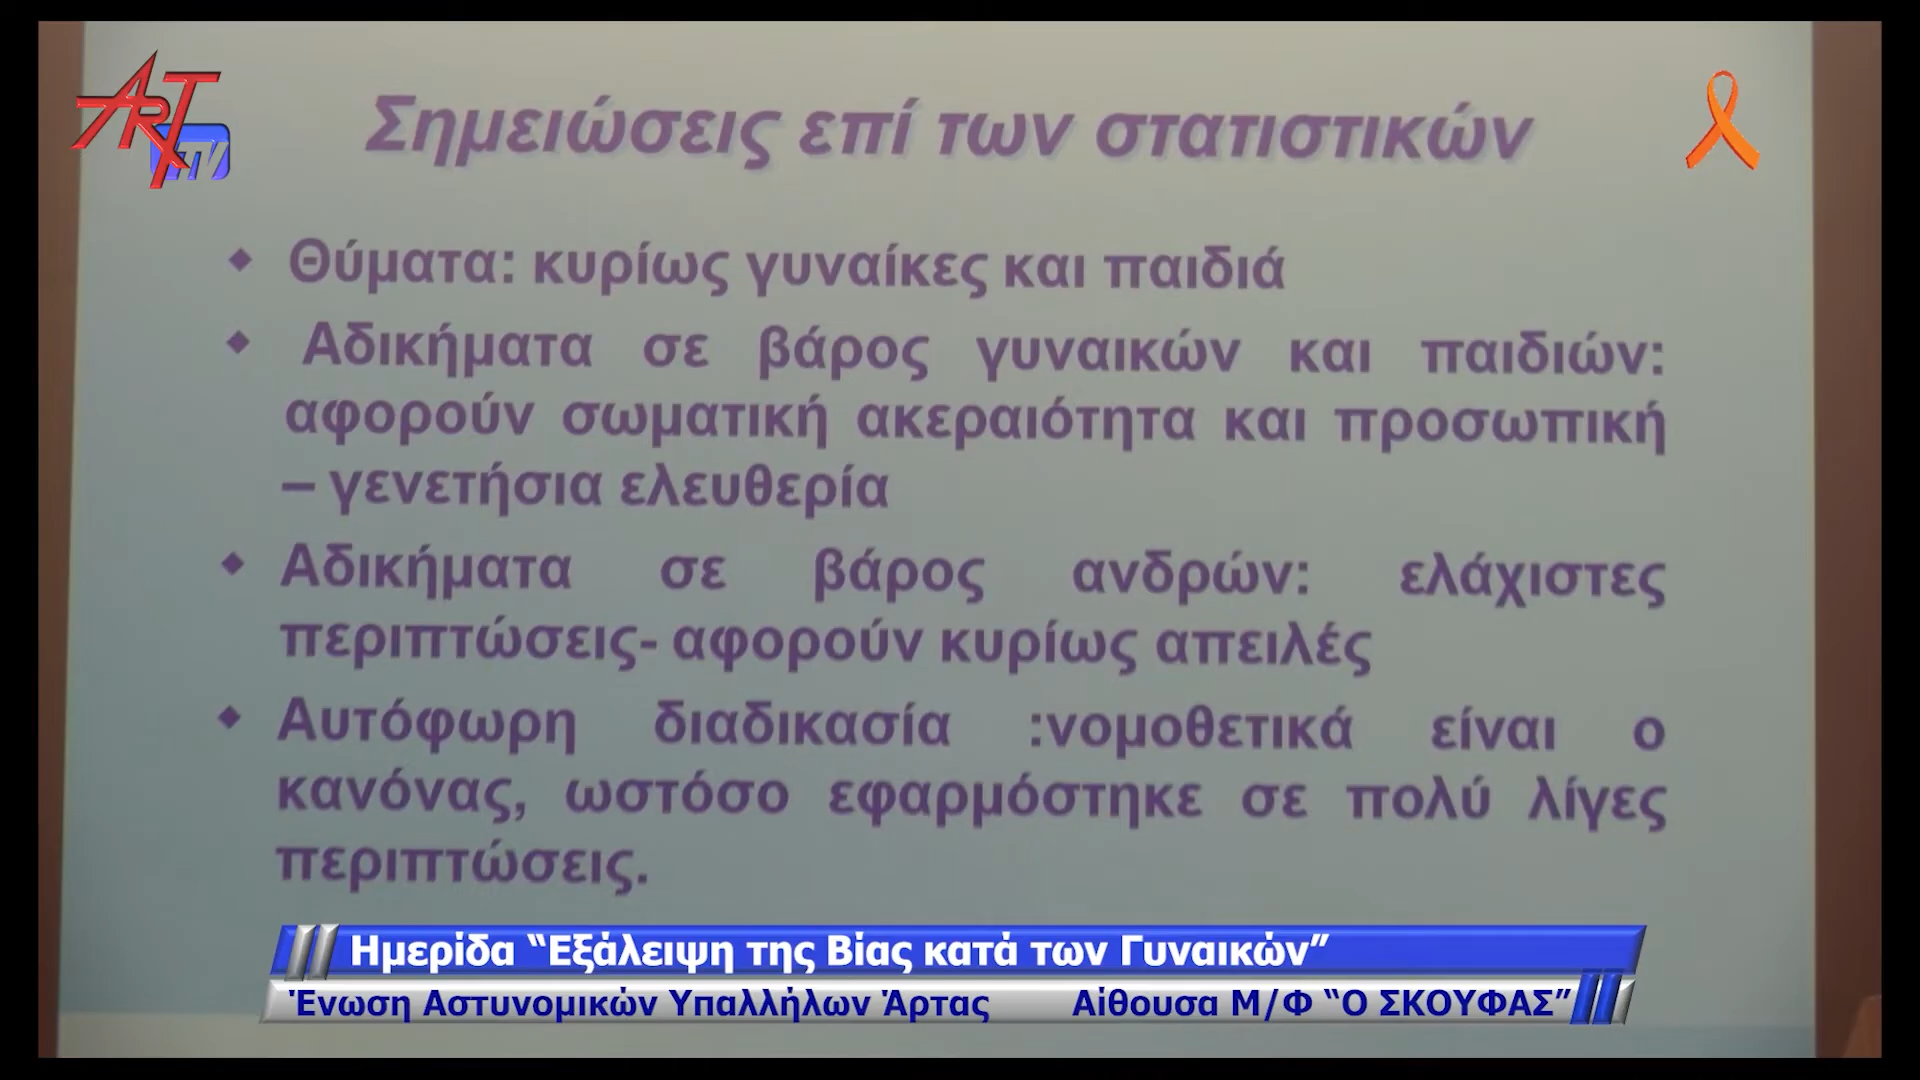 ART TV
Σημειώσεις επί των στατιστικών
Θύματα: κυρίως γυναίκες και παιδιά
Αδικήματα σε βάρος γυναικών και παιδιών:
αφορούν σωματική ακεραιότητα και προσωπική
– γενετήσια ελευθερία
Αδικήματα σε βάρος ανδρών: ελάχιστες
περιπτώσεις- αφορούν κυρίως απειλές
Αυτόφωρη διαδικασία :νομοθετικά είναι ο
κανόνας, ωστόσο εφαρμόστηκε σε πολύ λίγες
περιπτώσεις.
Ημερίδα “Εξάλειψη της Βίας κατά των Γυναικών”
Ένωση Αστυνομικών Υπαλλήλων Άρτας Αίθουσα Μ/Φ “Ο ΣΚΟΥΦΑΣ”